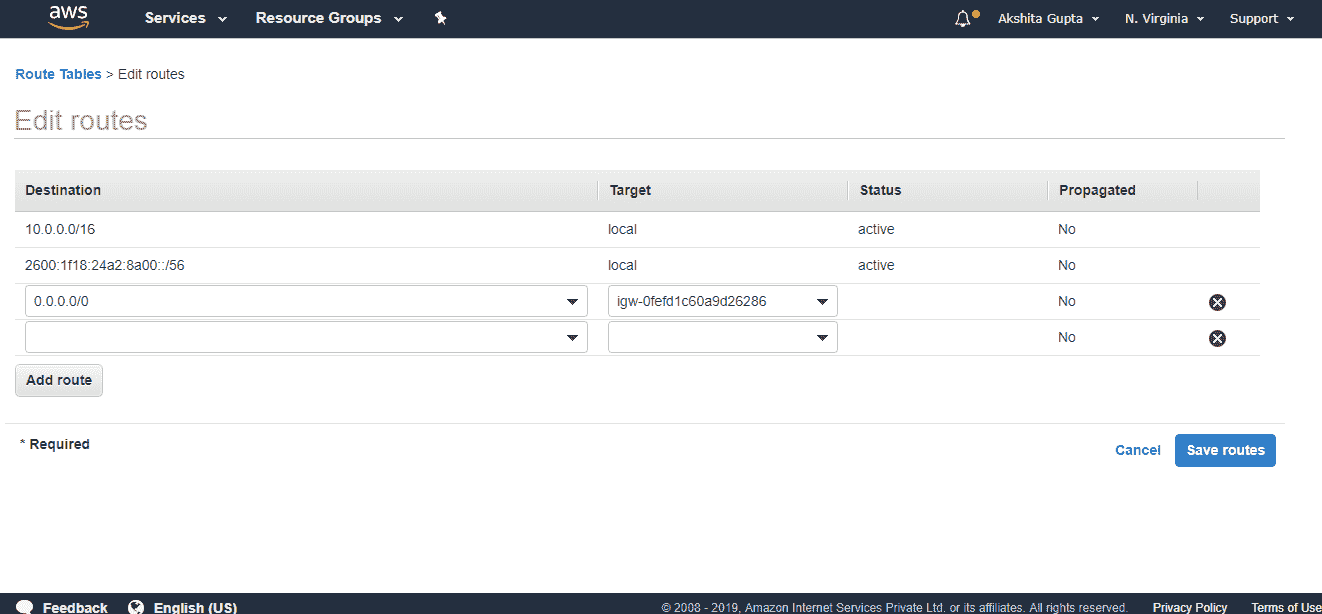 aws Services Resource Groups Akshita Gupta N. Virginia Support
Route Tables > Edit routes
Edit routes
Destination Target Status Propagated
10.0.0.0/16 local active No
2600:1f18:24a2:8a00::/56 local active No
0.0.0.0/0 igw-0fefd1c60a9d26286 No
No
Add route
* Required Cancel Save routes
Feedback English (US) © 2008 - 2019, Amazon Internet Services Private Ltd. or its affiliates. All rights reserved. Privacy Policy Terms of Use